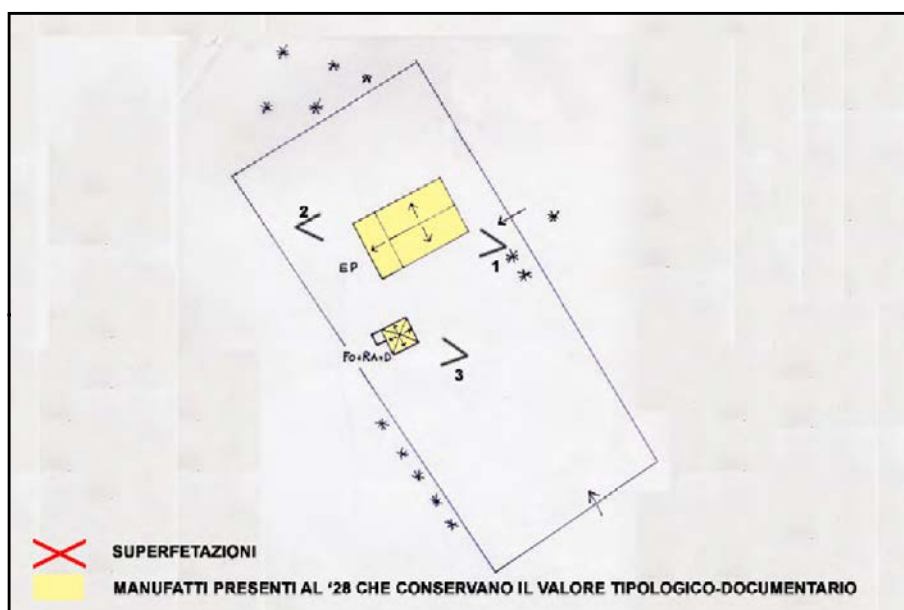 2
1
EP
FO+RA+D
3
SUPERFETAZIONI
MANUFATTI PRESENTI AL '28 CHE CONSERVANO IL VALORE TIPOLOGICO-DOCUMENTARIO